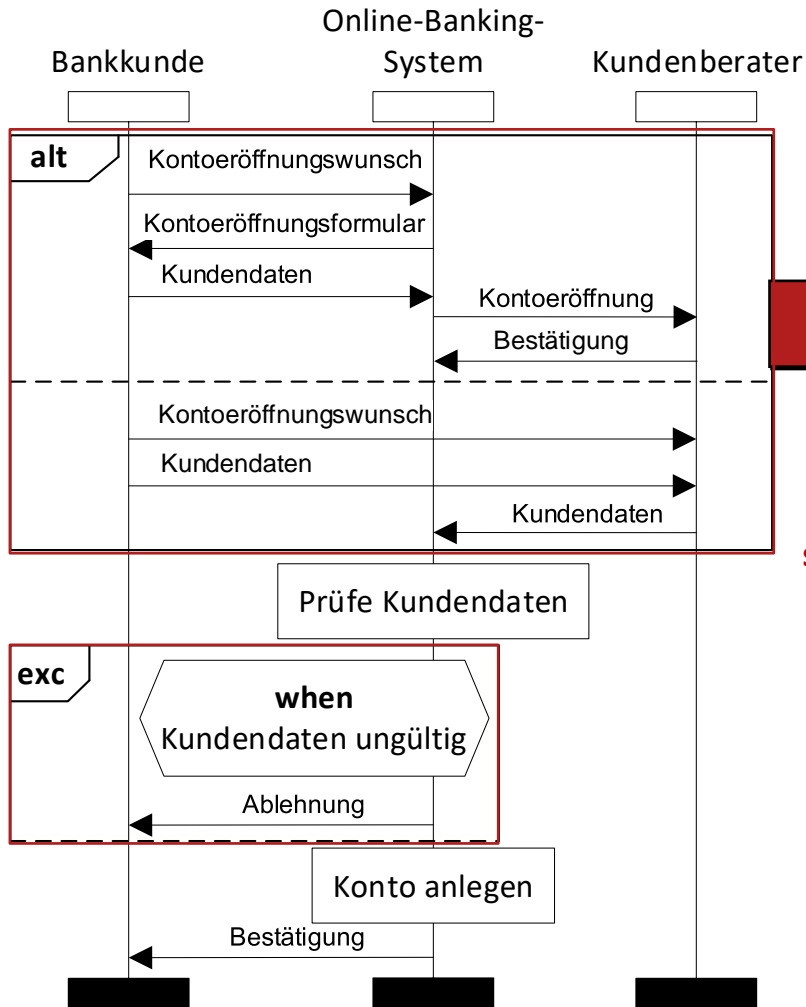 Online-Banking-
Bankkunde System Kundenberater
alt
Kontoeröffnungswunsch
Kontoeröffnungsformular
Kundendaten
Kontoeröffnung
Bestätigung
Kontoeröffnungswunsch
Kundendaten
Kundendaten
Prüfe Kundendaten
exc
when
Kundendaten ungültig
Ablehnung
Konto anlegen
Bestätigung